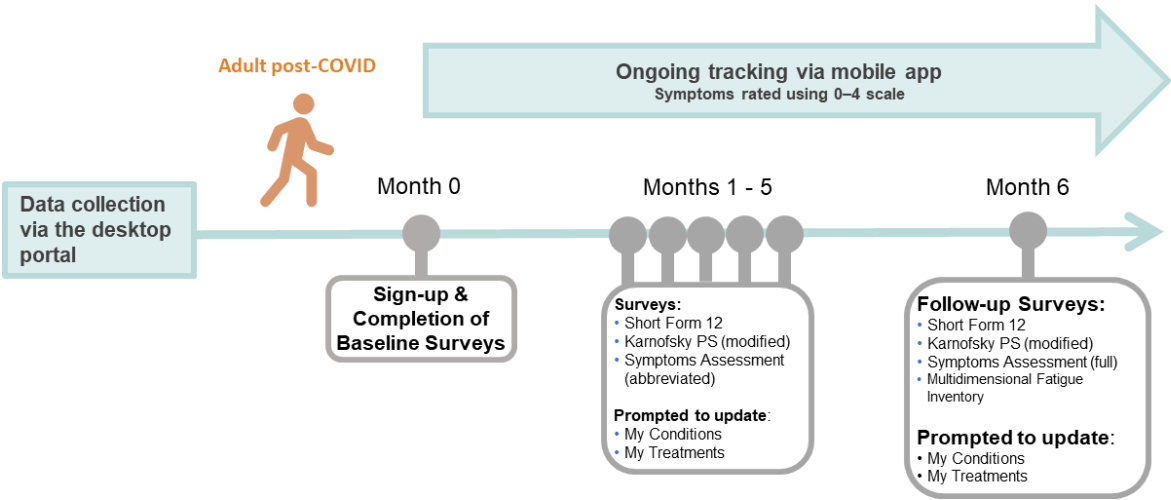 Adult post-COVID
Ongoing tracking via mobile app
Symptoms rated using 0–4 scale
Data collection
via the desktop
portal
Month 0
Months 1 - 5
Month 6
Sign-up &
Completion of
Baseline Surveys
Surveys:
• Short Form 12
• Karnofsky PS (modified)
• Symptoms Assessment
(abbreviated)
Prompted to update:
• My Conditions
• My Treatments
Follow-up Surveys:
• Short Form 12
• Karnofsky PS (modified)
• Symptoms Assessment (full)
• Multidimensional Fatigue
Inventory
Prompted to update:
• My Conditions
• My Treatments